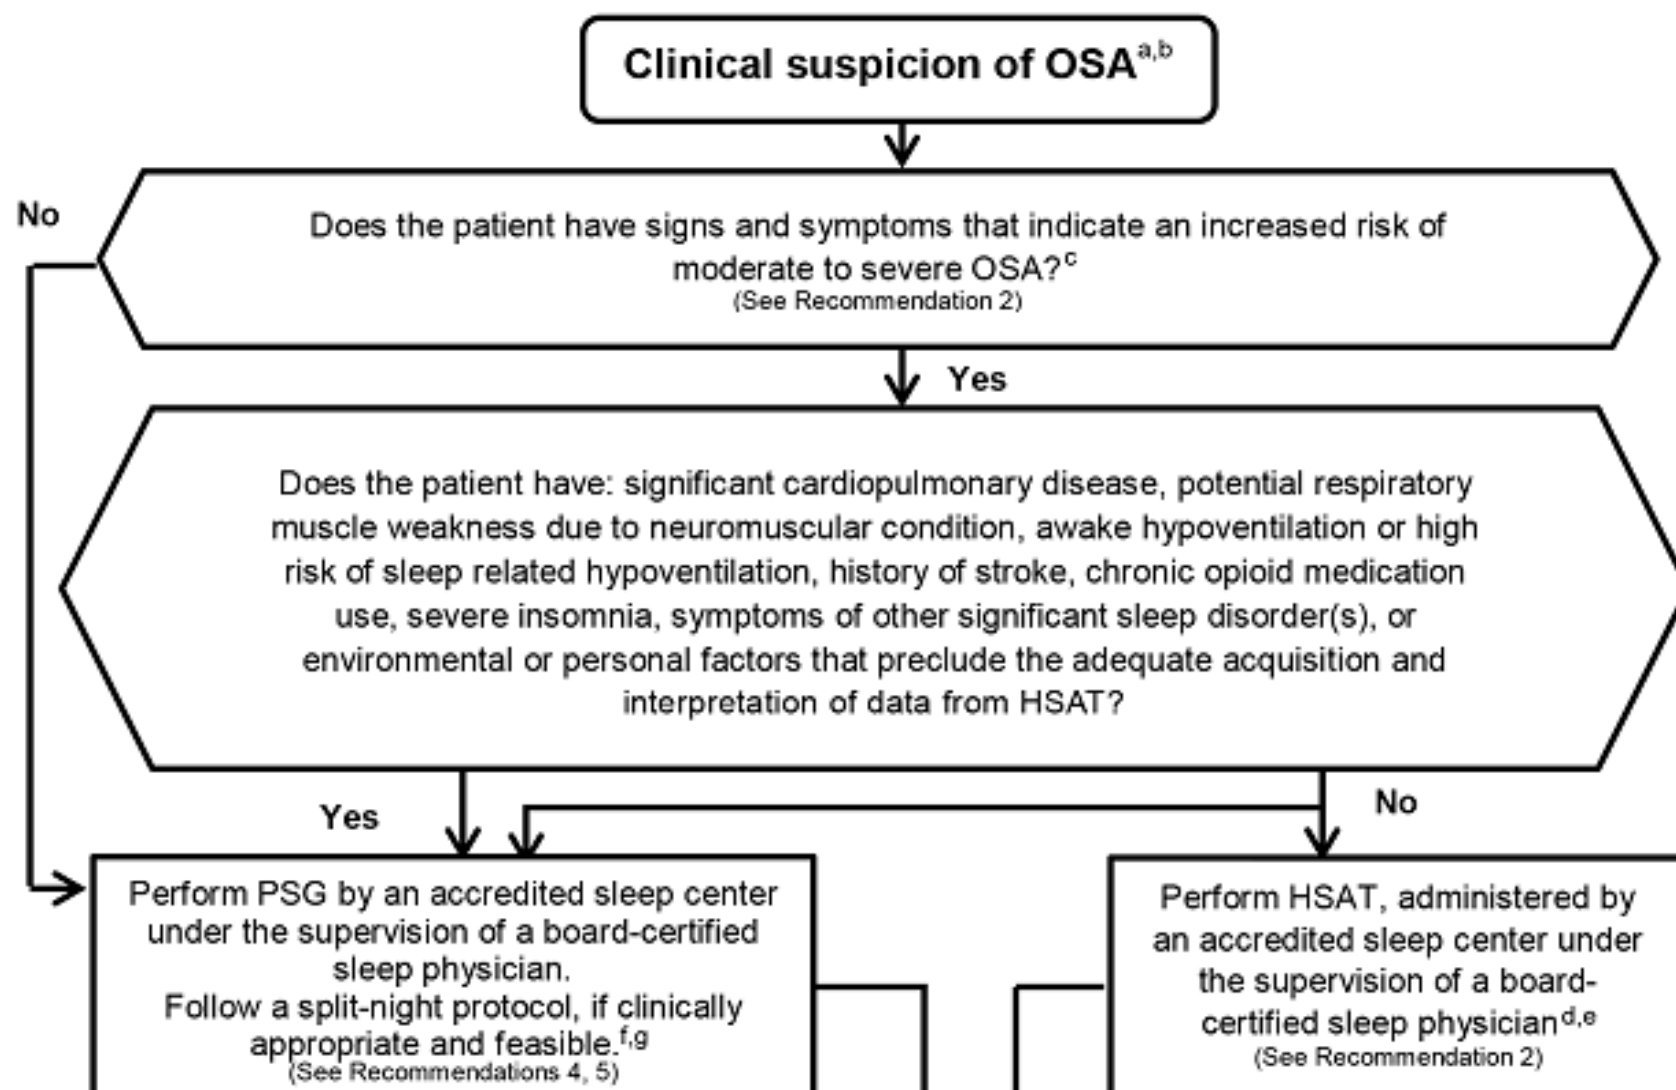 Clinical suspicion of OSAa,b
No
Does the patient have signs and symptoms that indicate an increased risk of
moderate to severe OSA?c
(See Recommendation 2)
Yes
Does the patient have: significant cardiopulmonary disease, potential respiratory
muscle weakness due to neuromuscular condition, awake hypoventilation or high
risk of sleep related hypoventilation, history of stroke, chronic opioid medication
use, severe insomnia, symptoms of other significant sleep disorder(s), or
environmental or personal factors that preclude the adequate acquisition and
interpretation of data from HSAT?
Yes
No
Perform PSG by an accredited sleep center
under the supervision of a board-certified
sleep physician.
Follow a split-night protocol, if clinically
appropriate and feasible.f,g
(See Recommendations 4, 5)
Perform HSAT, administered by
an accredited sleep center under
the supervision of a board-
certified sleep physiciand,e
(See Recommendation 2)